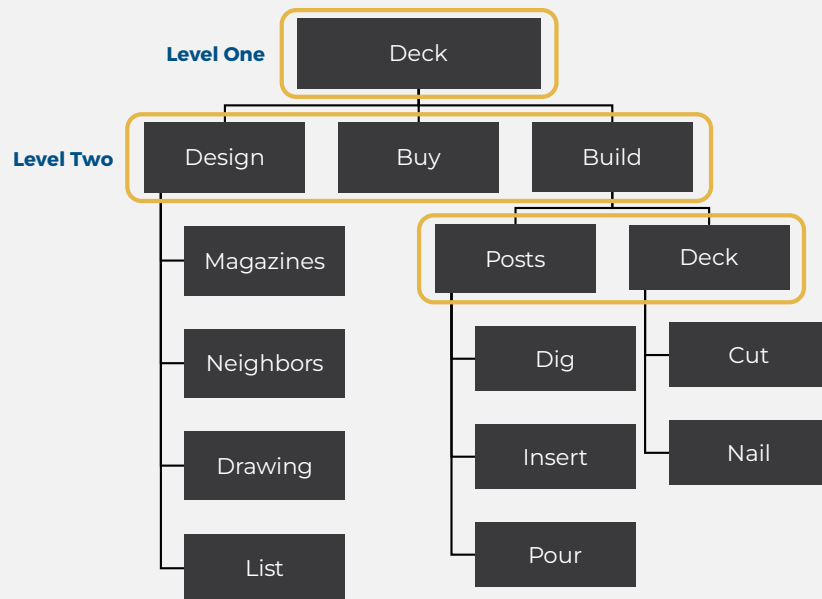 Level One
Deck
Level Two
Design
Buy
Build
Magazines
Neighbors
Drawing
List
Posts
Deck
Dig
Insert
Pour
Cut
Nail